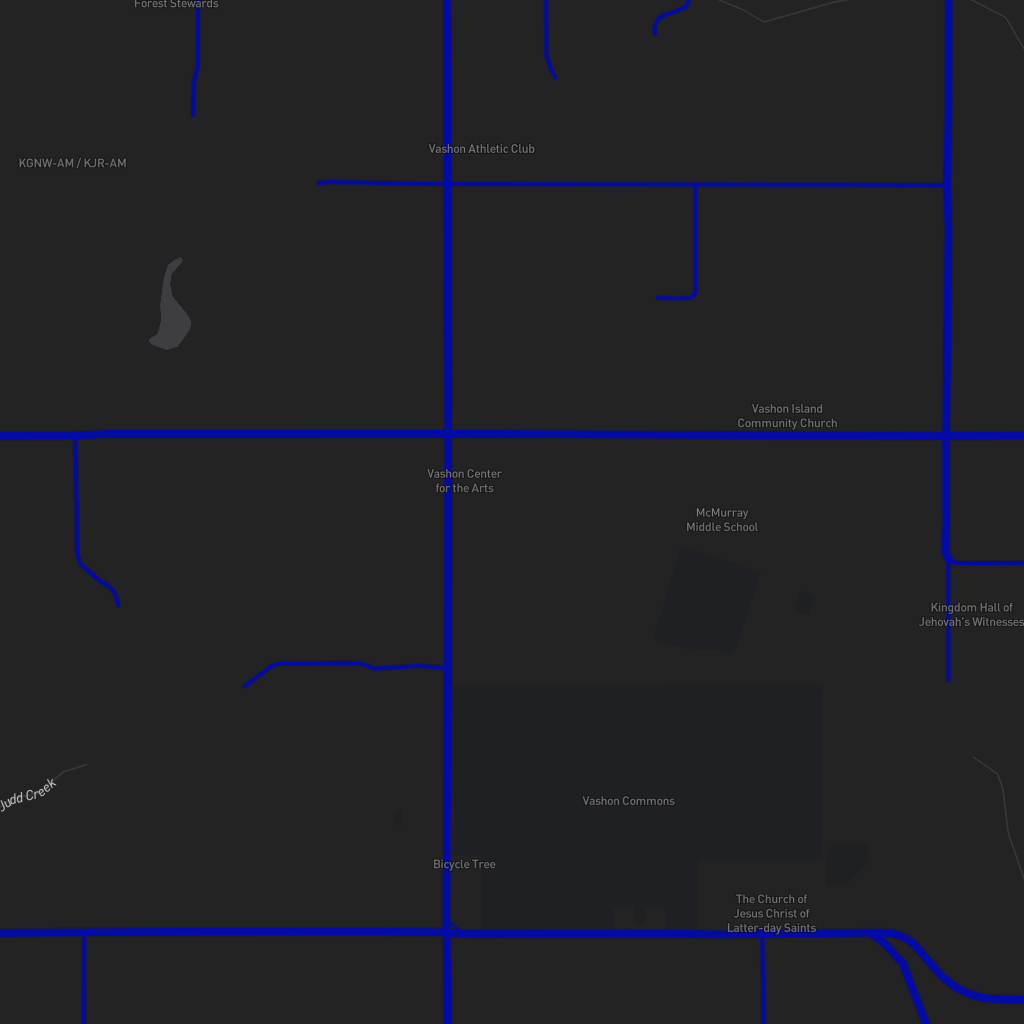 Forest Stewards
Vashon Athletic Club
KGNW-AM / KJR-AM
Vashon Island
Community Church
Vashon Center
for the Arts
McMurray
Middle School
Kingdom Hall of
Jehovah's Witnesses
Judd Creek
Vashon Commons
Bicycle Tree
The Church of
Jesus Christ of
Latter-day Saints